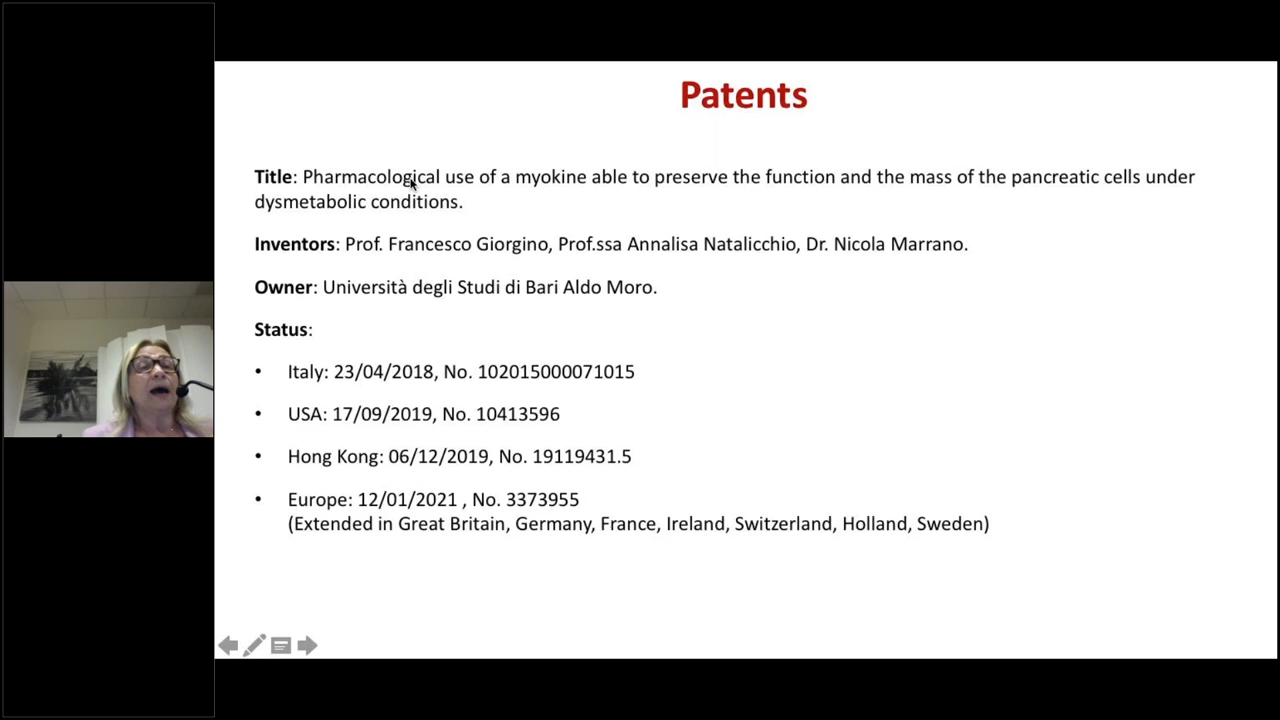 Patents
Title: Pharmacological use of a myokine able to preserve the function and the mass of the pancreatic cells under
dysmetabolic conditions.
Inventors: Prof. Francesco Giorgino, Prof.ssa Annalisa Natalicchio, Dr. Nicola Marrano.
Owner: Università degli Studi di Bari Aldo Moro.
Status:
• Italy: 23/04/2018, No. 102015000071015
• USA: 17/09/2019, No. 10413596
• Hong Kong: 06/12/2019, No. 19119431.5
• Europe: 12/01/2021 , No. 3373955
(Extended in Great Britain, Germany, France, Ireland, Switzerland, Holland, Sweden)